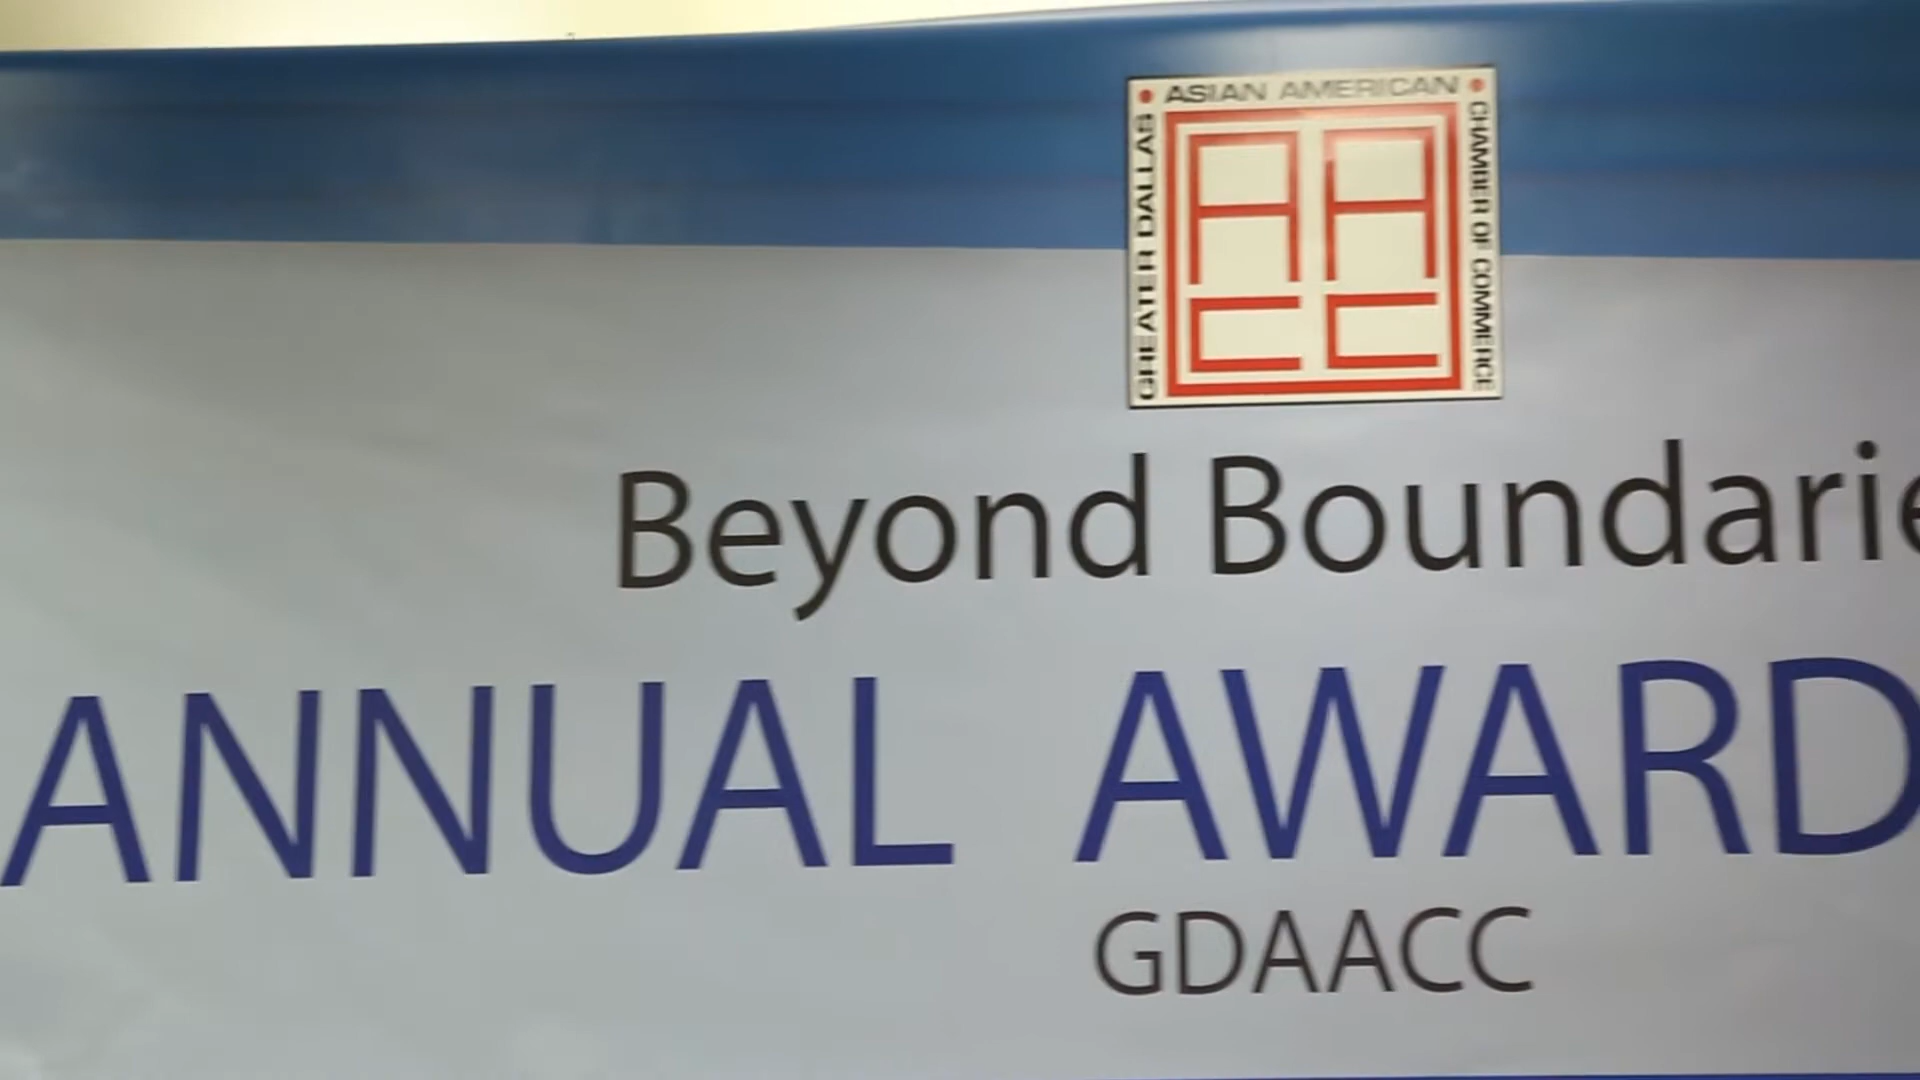 ASIAN AMERICAN
GREATER DALLAS
CHAMBER OF COMMERCE
AACC
Beyond Boundarie
ANNUAL AWARD
GDAACC